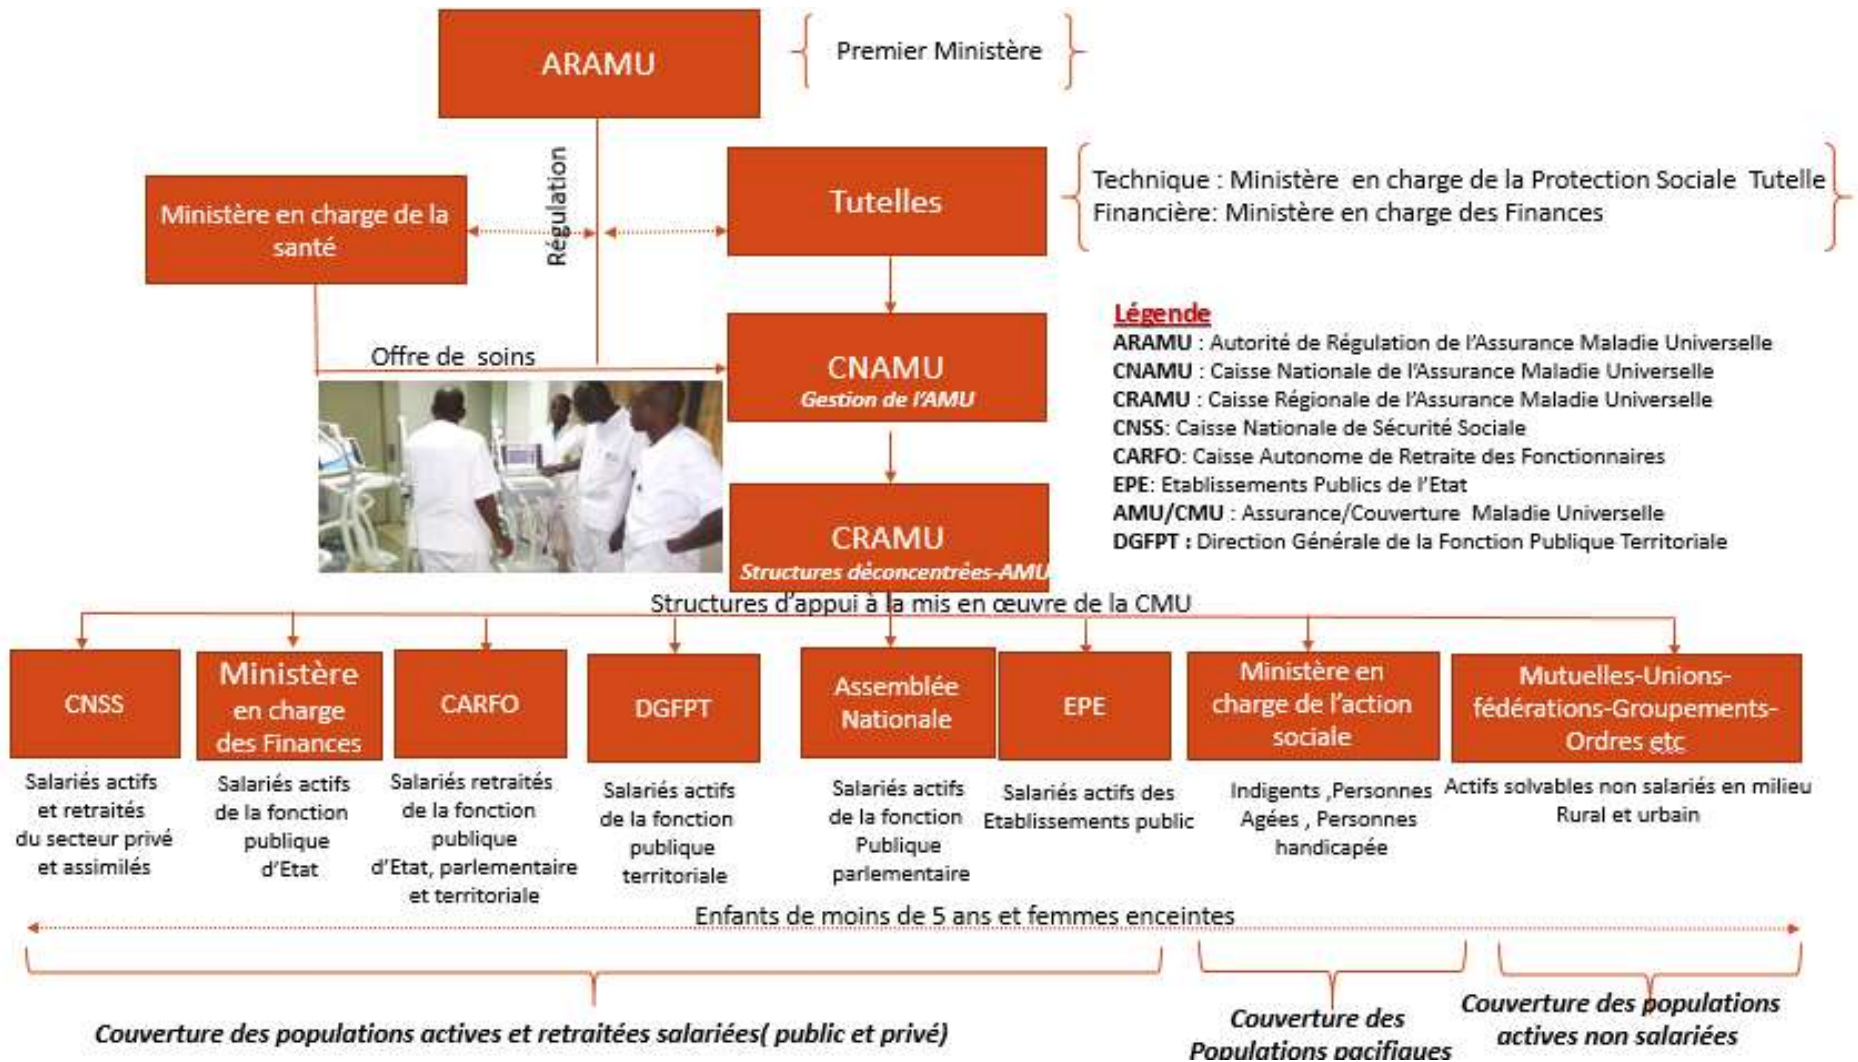 ARAMU
Premier Ministère
Régulation
Ministère en charge de la
santé
Tutelles
Technique : Ministère en charge de la Protection Sociale Tutelle
Financière: Ministère en charge des Finances
Offre de soins
CNAMU
Gestion de l'AMU
CRAMU
Structures déconcentrées-AMU
Légende
ARAMU : Autorité de Régulation de l'Assurance Maladie Universelle
CNAMU : Caisse Nationale de l'Assurance Maladie Universelle
CRAMU : Caisse Régionale de l'Assurance Maladie Universelle
CNSS: Caisse Nationale de Sécurité Sociale
CARFO: Caisse Autonome de Retraite des Fonctionnaires
EPE: Etablissements Publics de l'Etat
AMU/CMU : Assurance/Couverture Maladie Universelle
DGFPT : Direction Générale de la Fonction Publique Territoriale
Structures d'appui à la mis en œuvre de la CMU
CNSS
Ministère
en charge
des Finances
CARFO
DGFPT
Assemblée
Nationale
EPE
Ministère en
charge de l'action
sociale
Mutuelles-Unions-
fédérations-Groupements-
Ordres etc
Salariés actifs
et retraités
du secteur privé
et assimilés
Salariés actifs
de la fonction
publique
d'Etat
Salariés retraités
de la fonction
publique
d'Etat, parlementaire
et territoriale
Salariés actifs
de la fonction
publique
territoriale
Salariés actifs
de la fonction
Publique
parlementaire
Salariés actifs des
Etablissements public
Indigents ,Personnes
Agées , Personnes
handicapée
Actifs solvables non salariés en milieu
Rural et urbain
Enfants de moins de 5 ans et femmes enceintes
Couverture des populations actives et retraitées salariées( public et privé)
Couverture des
Populations pacifiques
Couverture des populations
actives non salariées